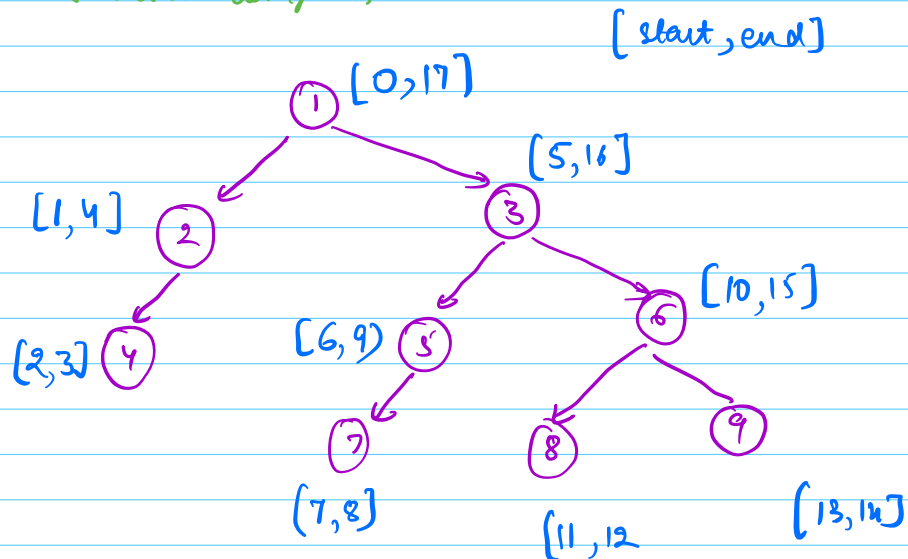 [start, end]
1 [0,17]
[5,16]
[1,4] 2 3
[10,15]
[2,3] 4 [6,9) 5 6
7 8 9
[7,8] [11,12 [13,14]